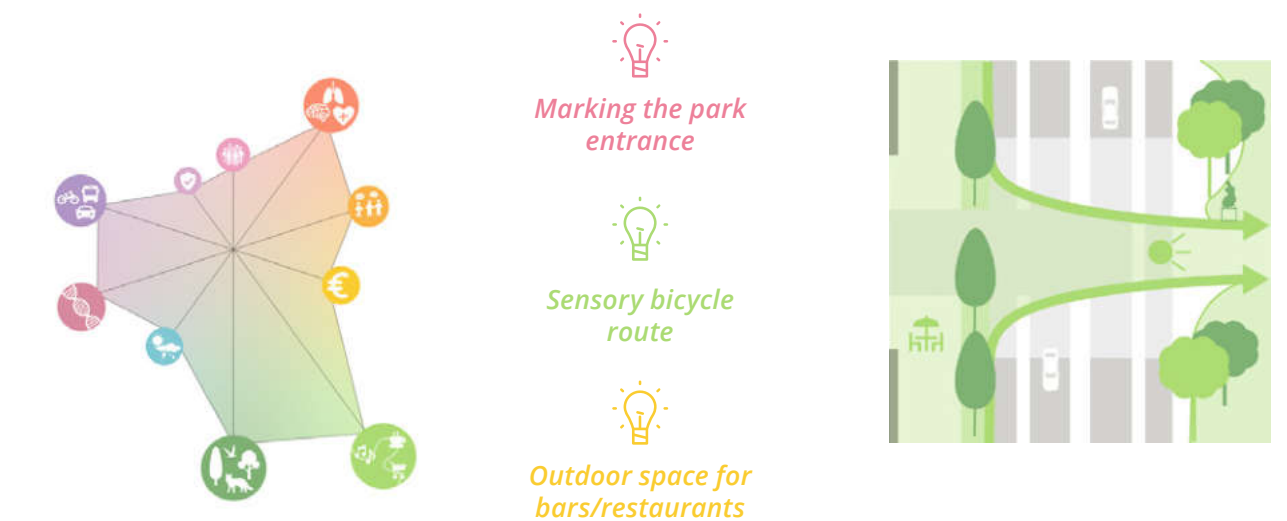 Marking the park
entrance
€
Sensory bicycle
route
Outdoor space for
bars/restaurants